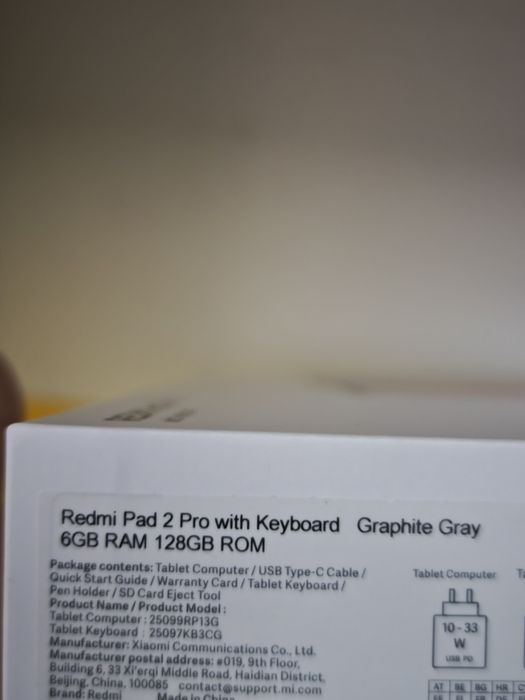 Redmi Pad 2 Pro with Keyboard Graphite Gray
6GB RAM 128GB ROM
Package contents: Tablet Computer / USB Type-C Cable /
Quick Start Guide / Warranty Card / Tablet Keyboard /
Pen Holder / SD Card Eject Tool
Product Name / Product Model :
Tablet Computer : 25099RP13G
Tablet Keyboard : 25097KB3CG
Manufacturer: Xiaomi Communications Co., Ltd.
Manufacturer postal address: #019, 9th Floor,
Building 6, 33 Xi'erqi Middle Road, Haidian District,
Beijing, China, 100085 contact@support.mi.com
Brand: Redmi Made in China
Tablet Computer
10 - 33
W
USB PD
AT BE BG HR